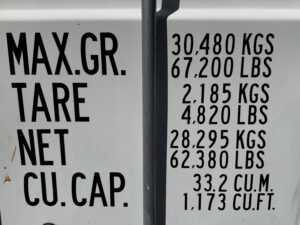 MAX.GR. 30,480 KGS
67,200 LBS
TARE 2,185 KGS
4,820 LBS
NET 28,295 KGS
62,380 LBS
CU.CAP. 33.2 CU.M.
1,173 CU.FT.